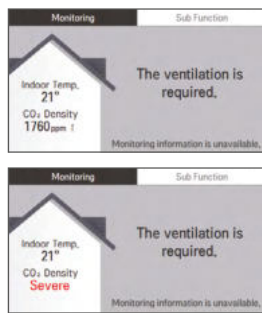 Monitoring
Sub Function
The ventilation is
required.
Indoor Temp.
21°
CO₂ Density
1760ppm ↑
Monitoring information is unavailable.
Monitoring
Sub Function
The ventilation is
required.
Indoor Temp.
21°
CO₂ Density
Severe
Monitoring information is unavailable.